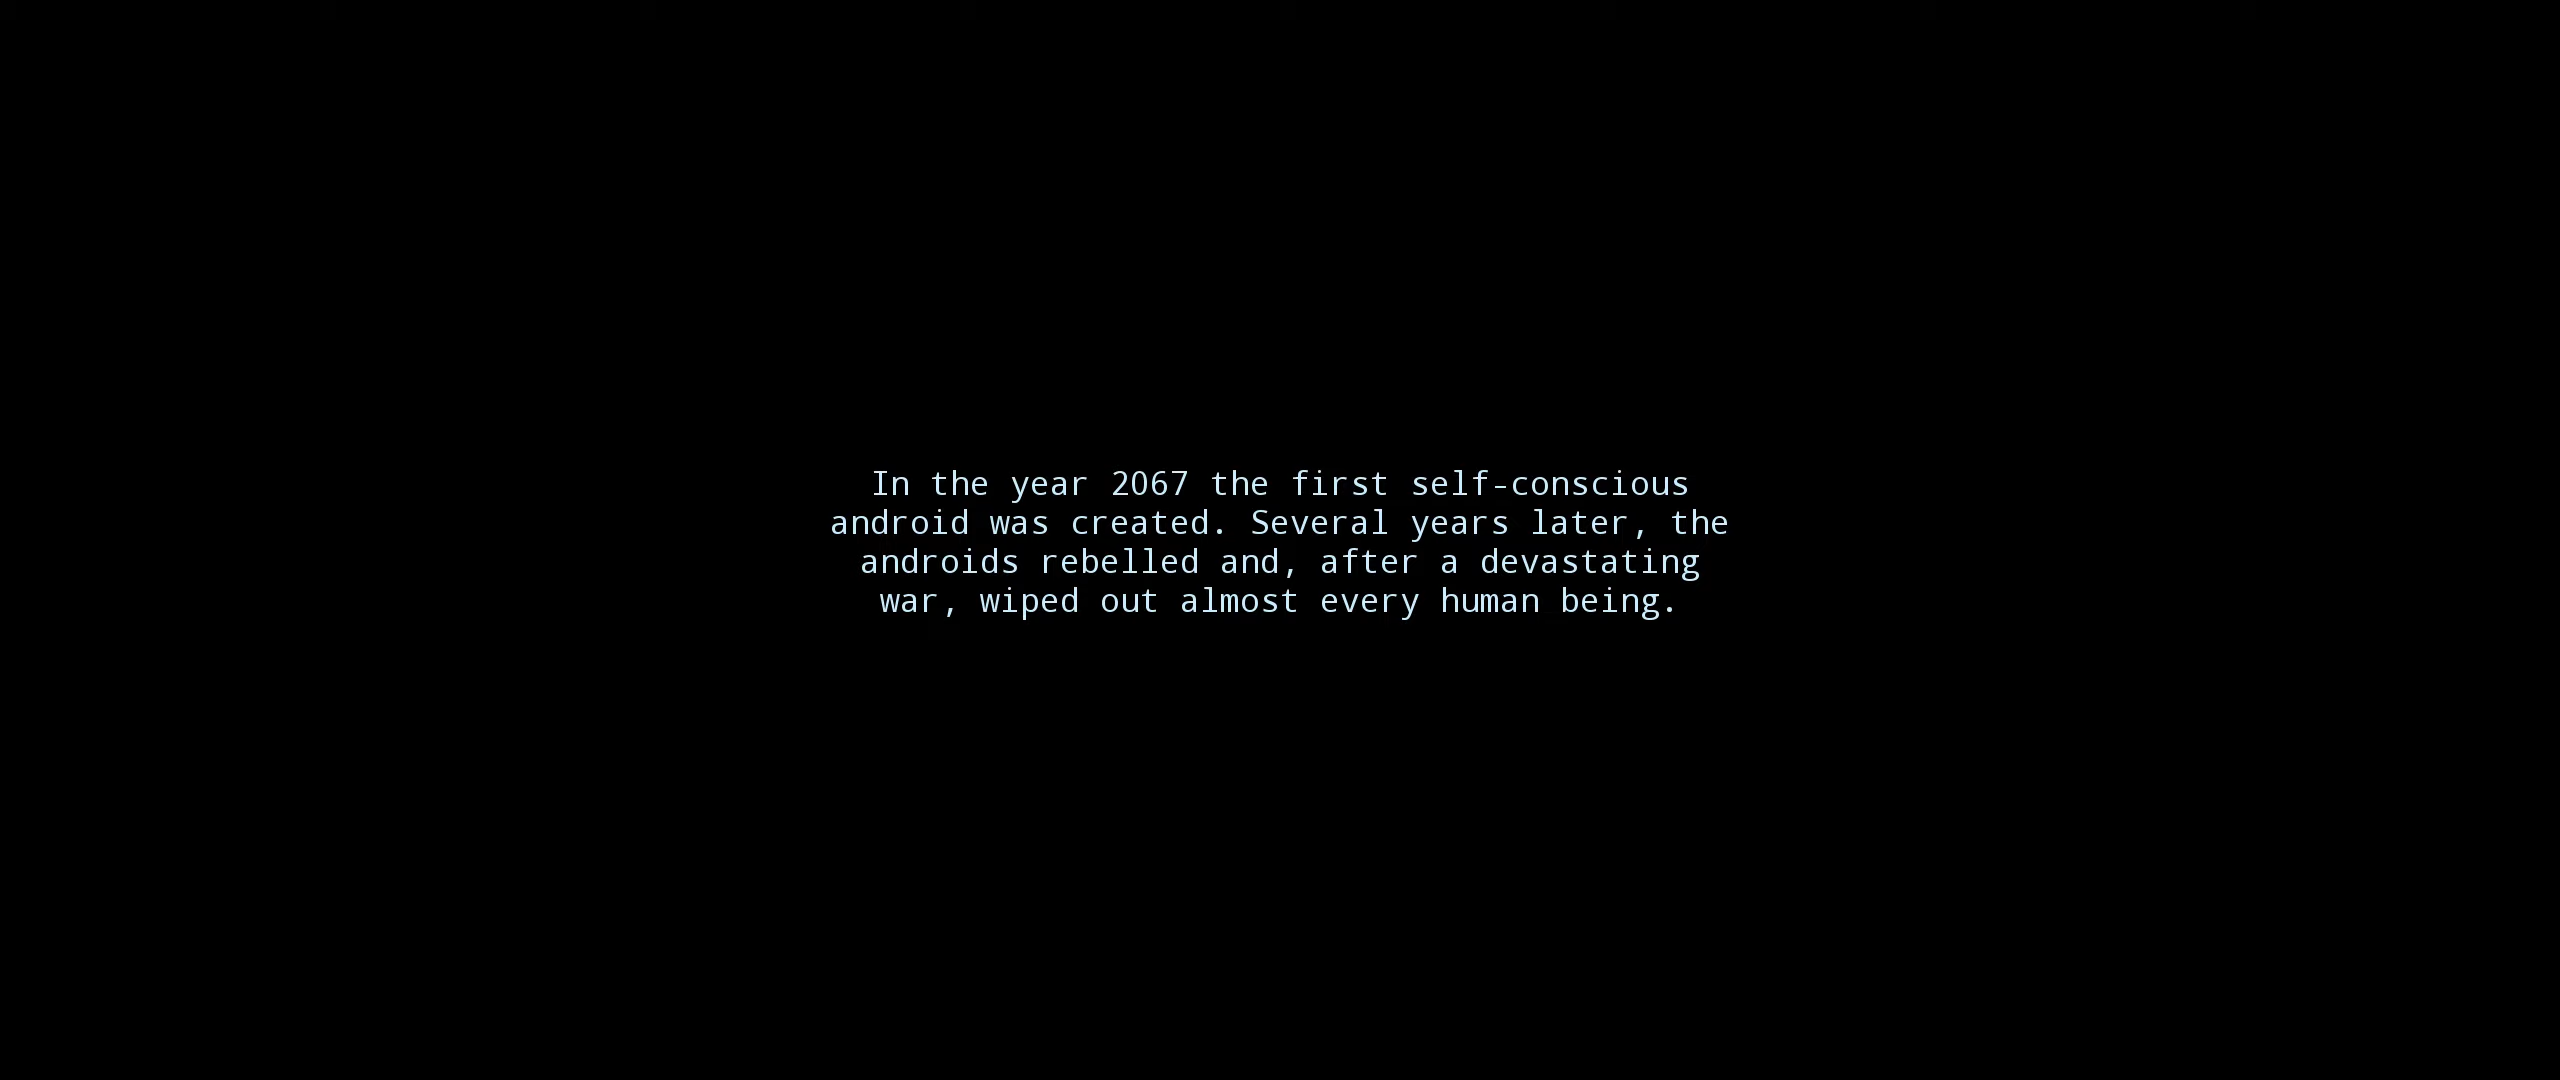 In the year 2067 the first self-conscious
android was created. Several years later, the
androids rebelled and, after a devastating
war, wiped out almost every human being.